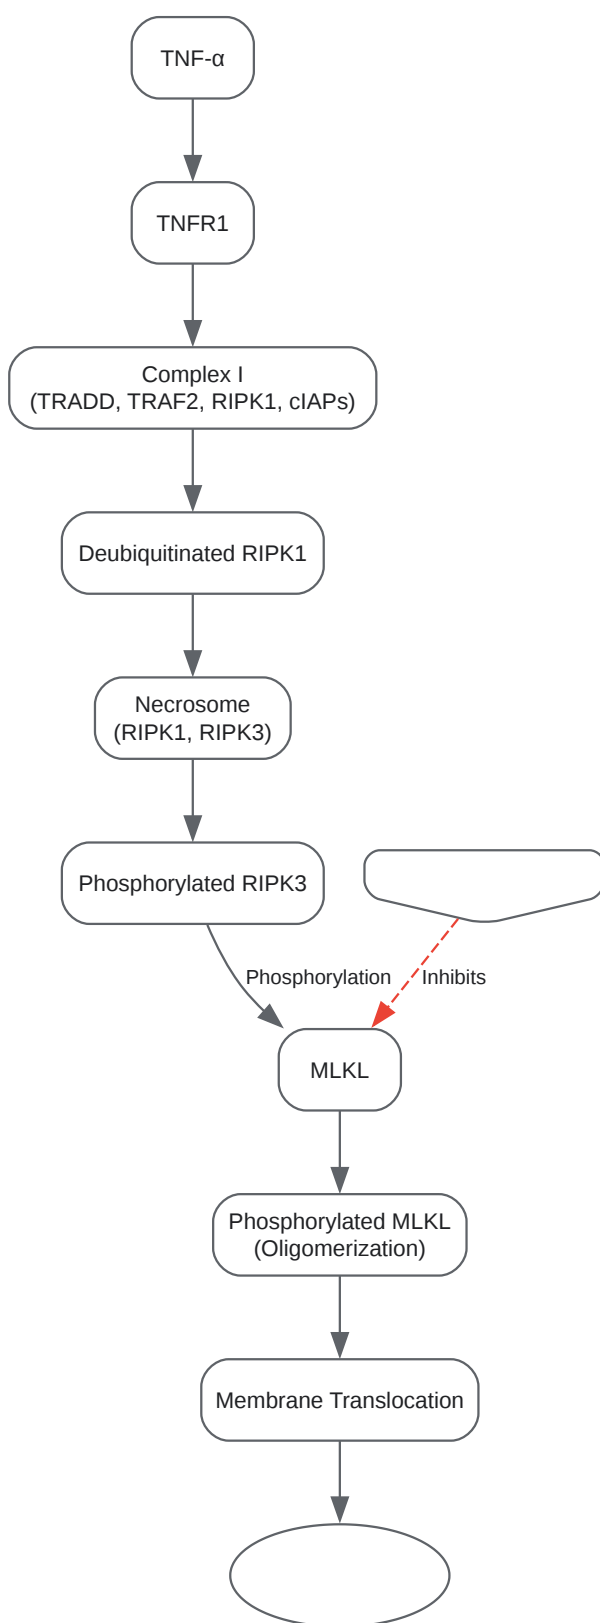 TNF-α
TNFR1
Complex I
(TRADD, TRAF2, RIPK1, cIAPs)
Deubiquitinated RIPK1
Necrosome
(RIPK1, RIPK3)
Phosphorylated RIPK3
Phosphorylation
Inhibits
MLKL
Phosphorylated MLKL
(Oligomerization)
Membrane Translocation